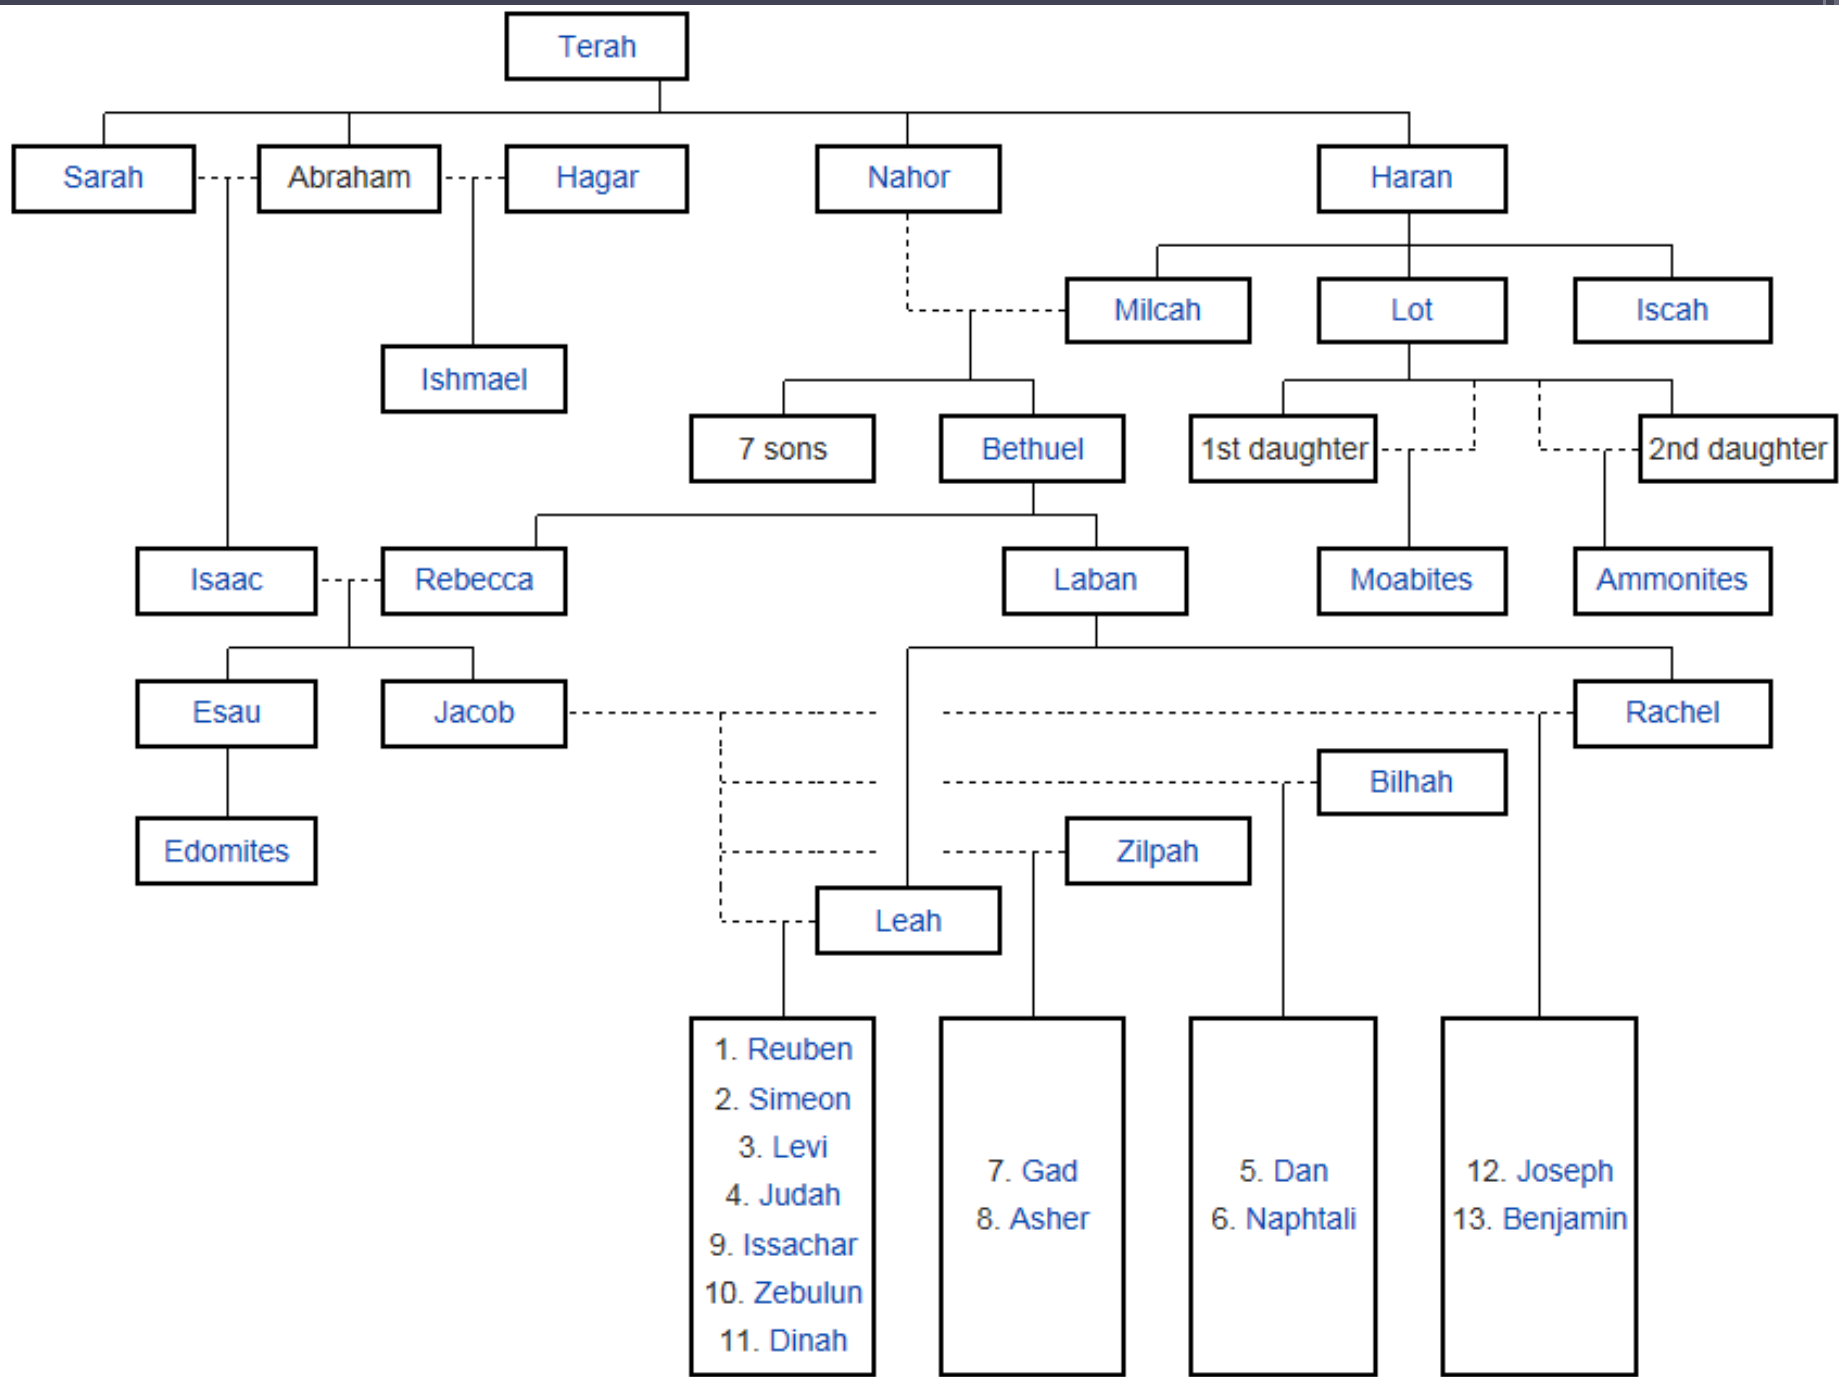 Terah
Sarah
Abraham
Hagar
Nahor
Haran
Milcah
Lot
Iscah
Ishmael
7 sons
Bethuel
1st daughter
2nd daughter
Isaac
Rebecca
Laban
Moabites
Ammonites
Esau
Jacob
Rachel
Bilhah
Edomites
Zilpah
Leah
1. Reuben
2. Simeon
3. Levi
4. Judah
9. Issachar
10. Zebulun
11. Dinah
7. Gad
8. Asher
5. Dan
6. Naphtali
12. Joseph
13. Benjamin